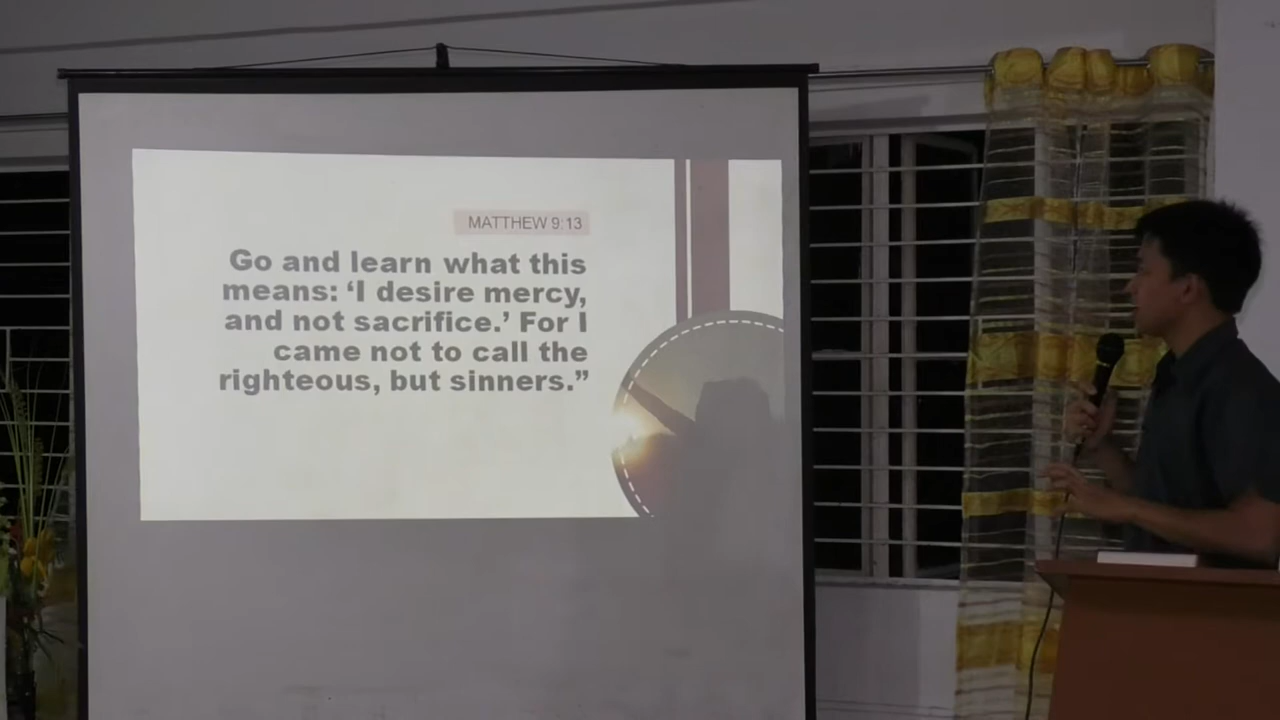 MATTHEW 9:13
Go and learn what this
means: ‘I desire mercy,
and not sacrifice.’ For I
came not to call the
righteous, but sinners.”